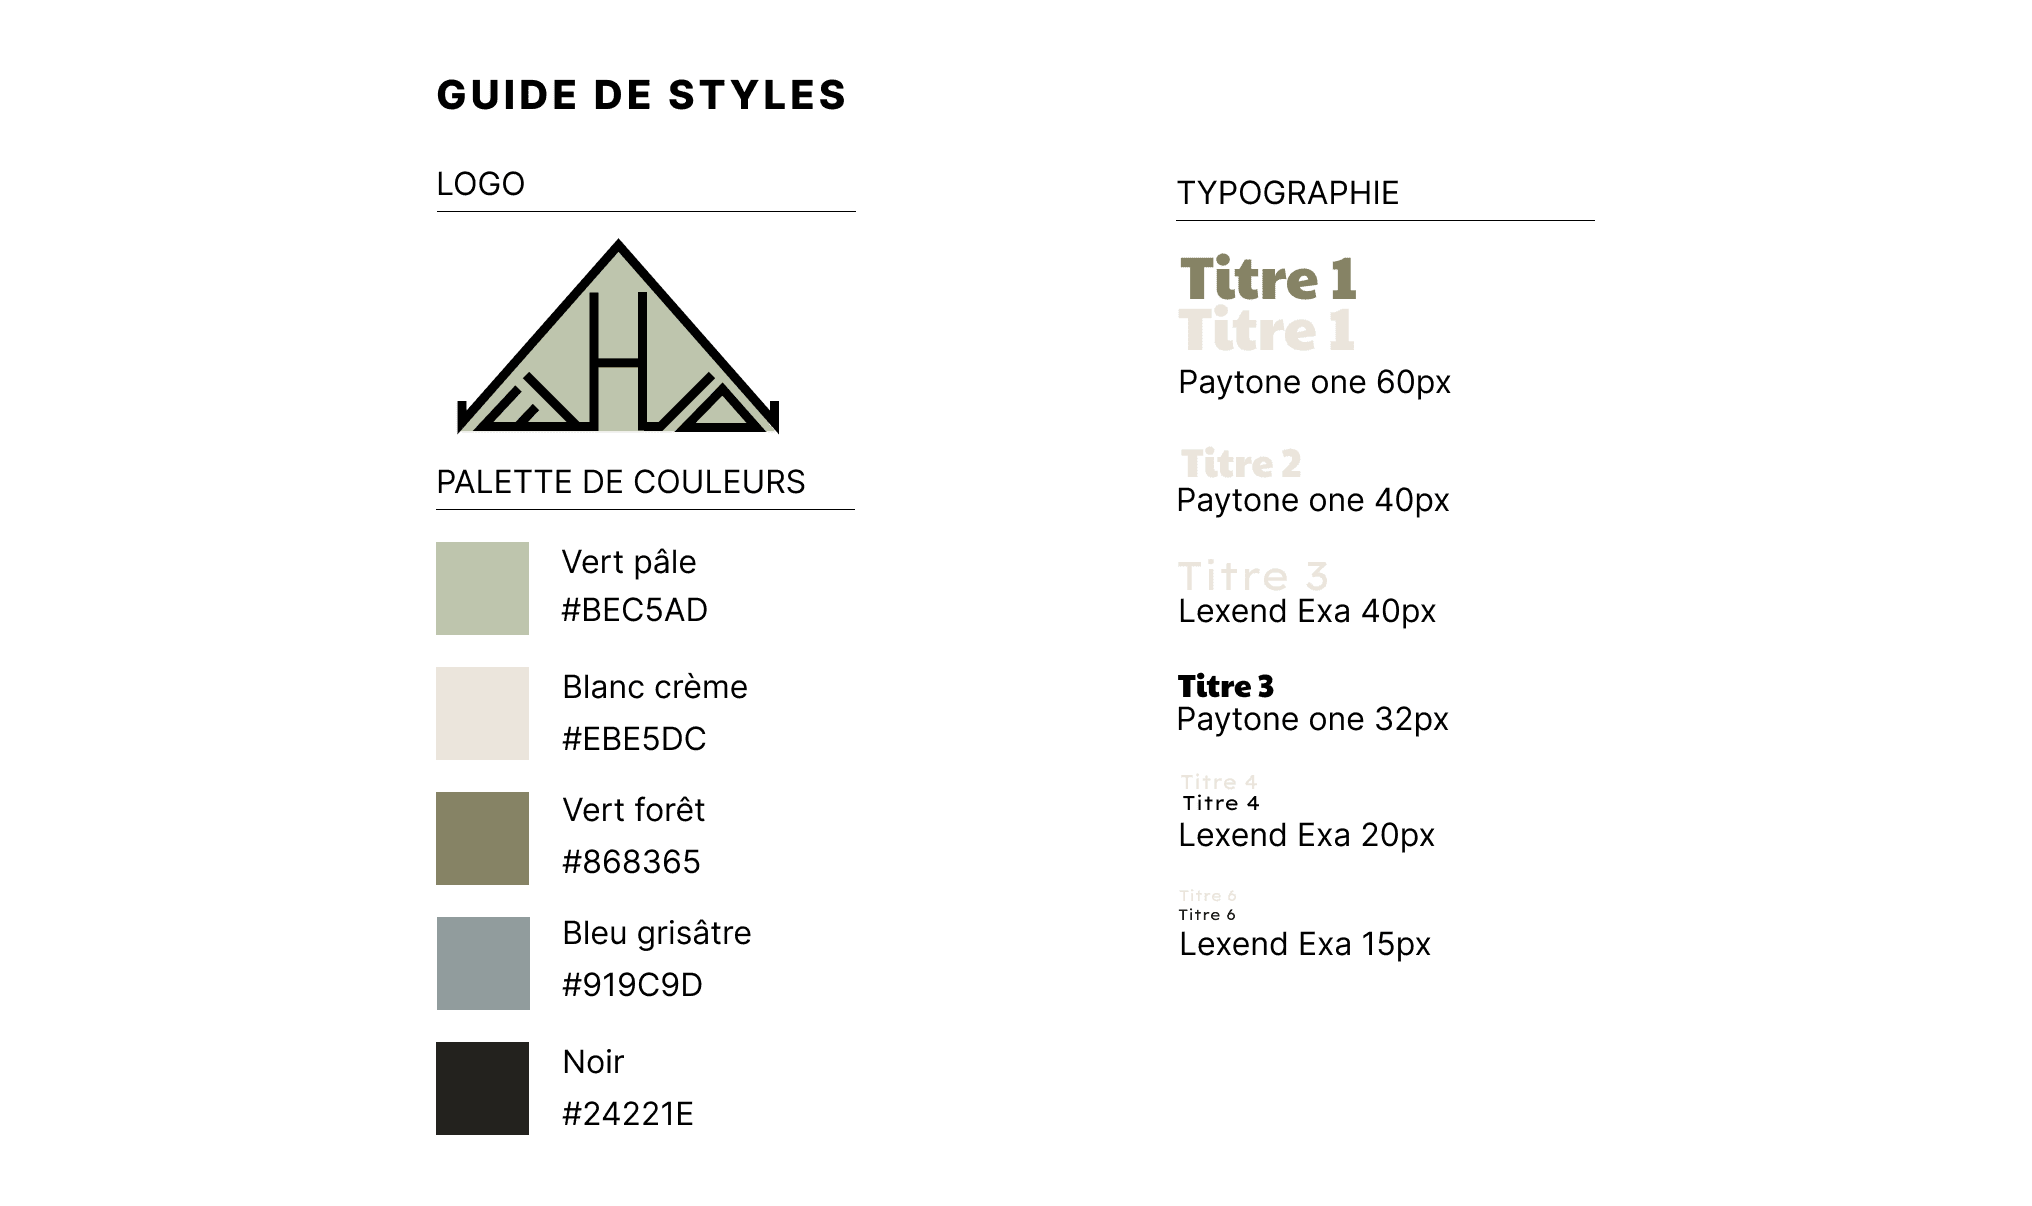 GUIDE DE STYLES
LOGO
H
PALETTE DE COULEURS
Vert pâle
#BEC5AD
Blanc crème
#EBE5DC
Vert forêt
#868365
Bleu grisâtre
#919C9D
Noir
#24221E
TYPOGRAPHIE
Titre 1
Titre 1
Paytone one 60px
Titre 2
Paytone one 40px
Titre 3
Lexend Exa 40px
Titre 3
Paytone one 32px
Titre 4
Titre 4
Lexend Exa 20px
Titre 6
Titre 6
Lexend Exa 15px